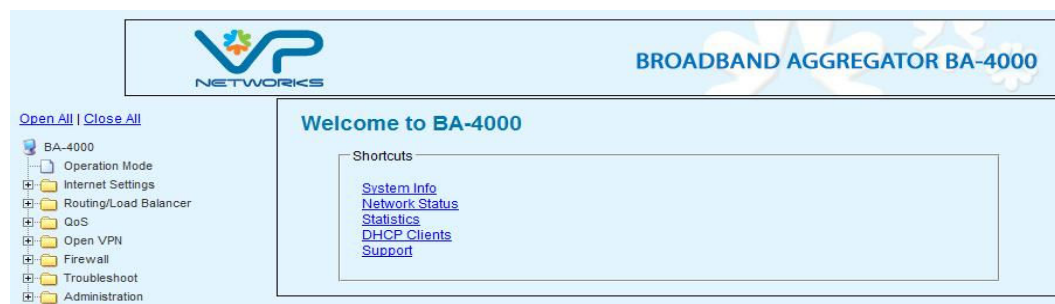 VP
NETWORKS
BROADBAND AGGREGATOR BA-4000
Open All | Close All
BA-4000
Operation Mode
Internet Settings
Routing/Load Balancer
QoS
Open VPN
Firewall
Troubleshoot
Administration
Welcome to BA-4000
Shortcuts
System Info
Network Status
Statistics
DHCP Clients
Support